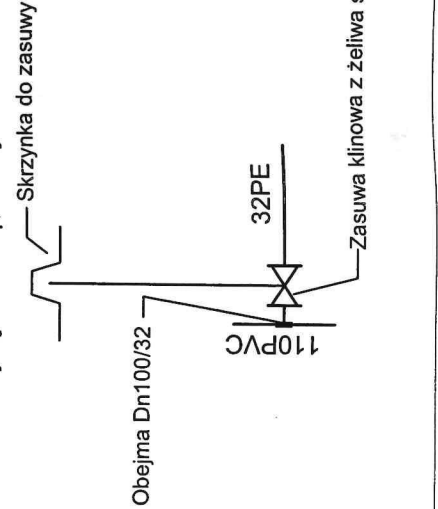 Skrzynka do zasuwy
Obejma Dn100/32
32PE
110PVC
Zasuwa klinowa z żeliwa